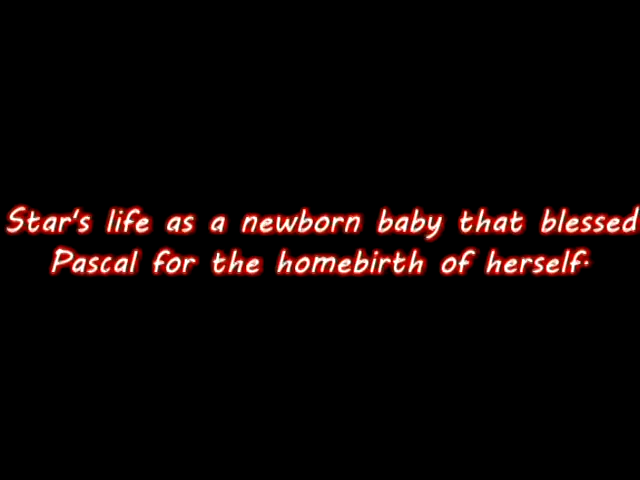 Star's life as a newborn baby that blessed
Pascal for the homebirth of herself.